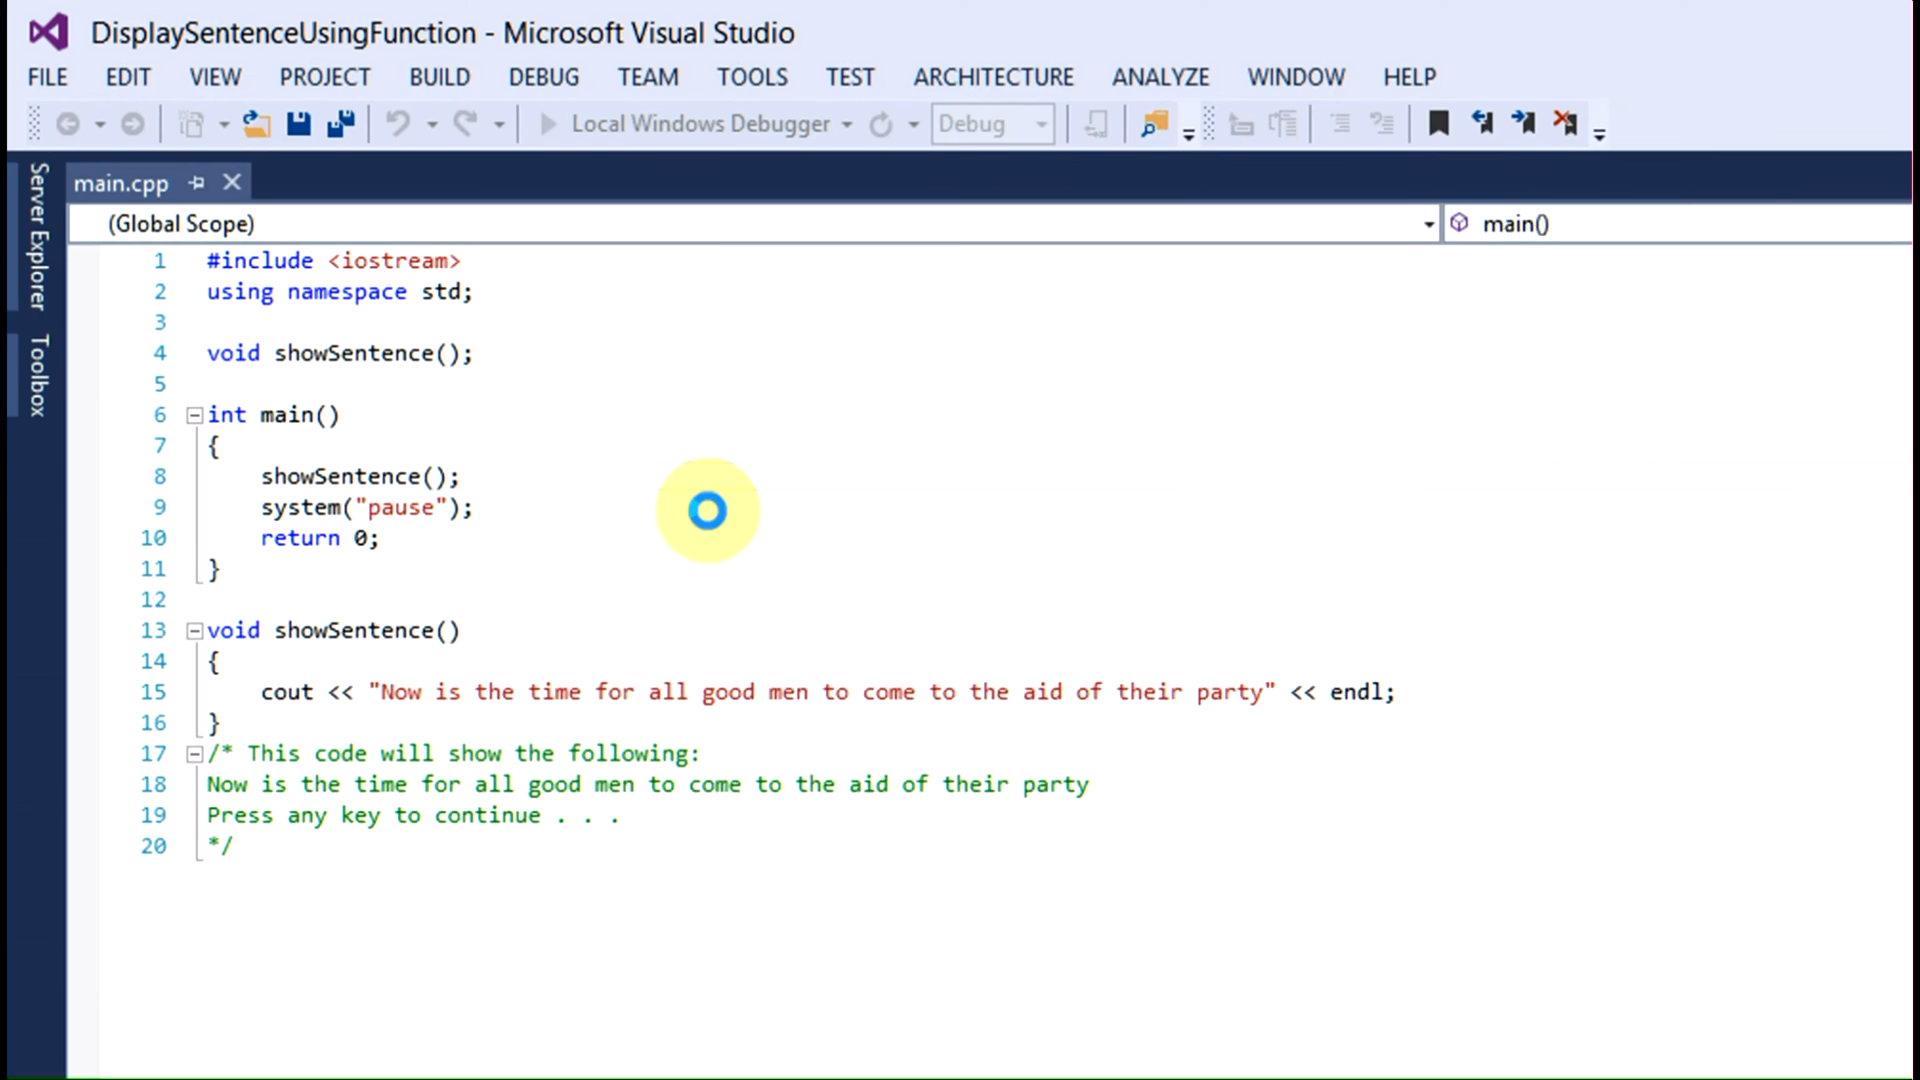 DisplaySentenceUsingFunction - Microsoft Visual Studio
FILE EDIT VIEW PROJECT BUILD DEBUG TEAM TOOLS TEST ARCHITECTURE ANALYZE WINDOW HELP
Local Windows Debugger Debug
Server Explorer
Toolbox
main.cpp
(Global Scope) main()
1 #include <iostream>
2 using namespace std;
3
4 void showSentence();
5
6 int main()
7 {
8 showSentence();
9 system("pause");
10 return 0;
11 }
12
13 void showSentence()
14 {
15 cout << "Now is the time for all good men to come to the aid of their party" << endl;
16 }
17 /* This code will show the following:
18 Now is the time for all good men to come to the aid of their party
19 Press any key to continue . . .
20 */